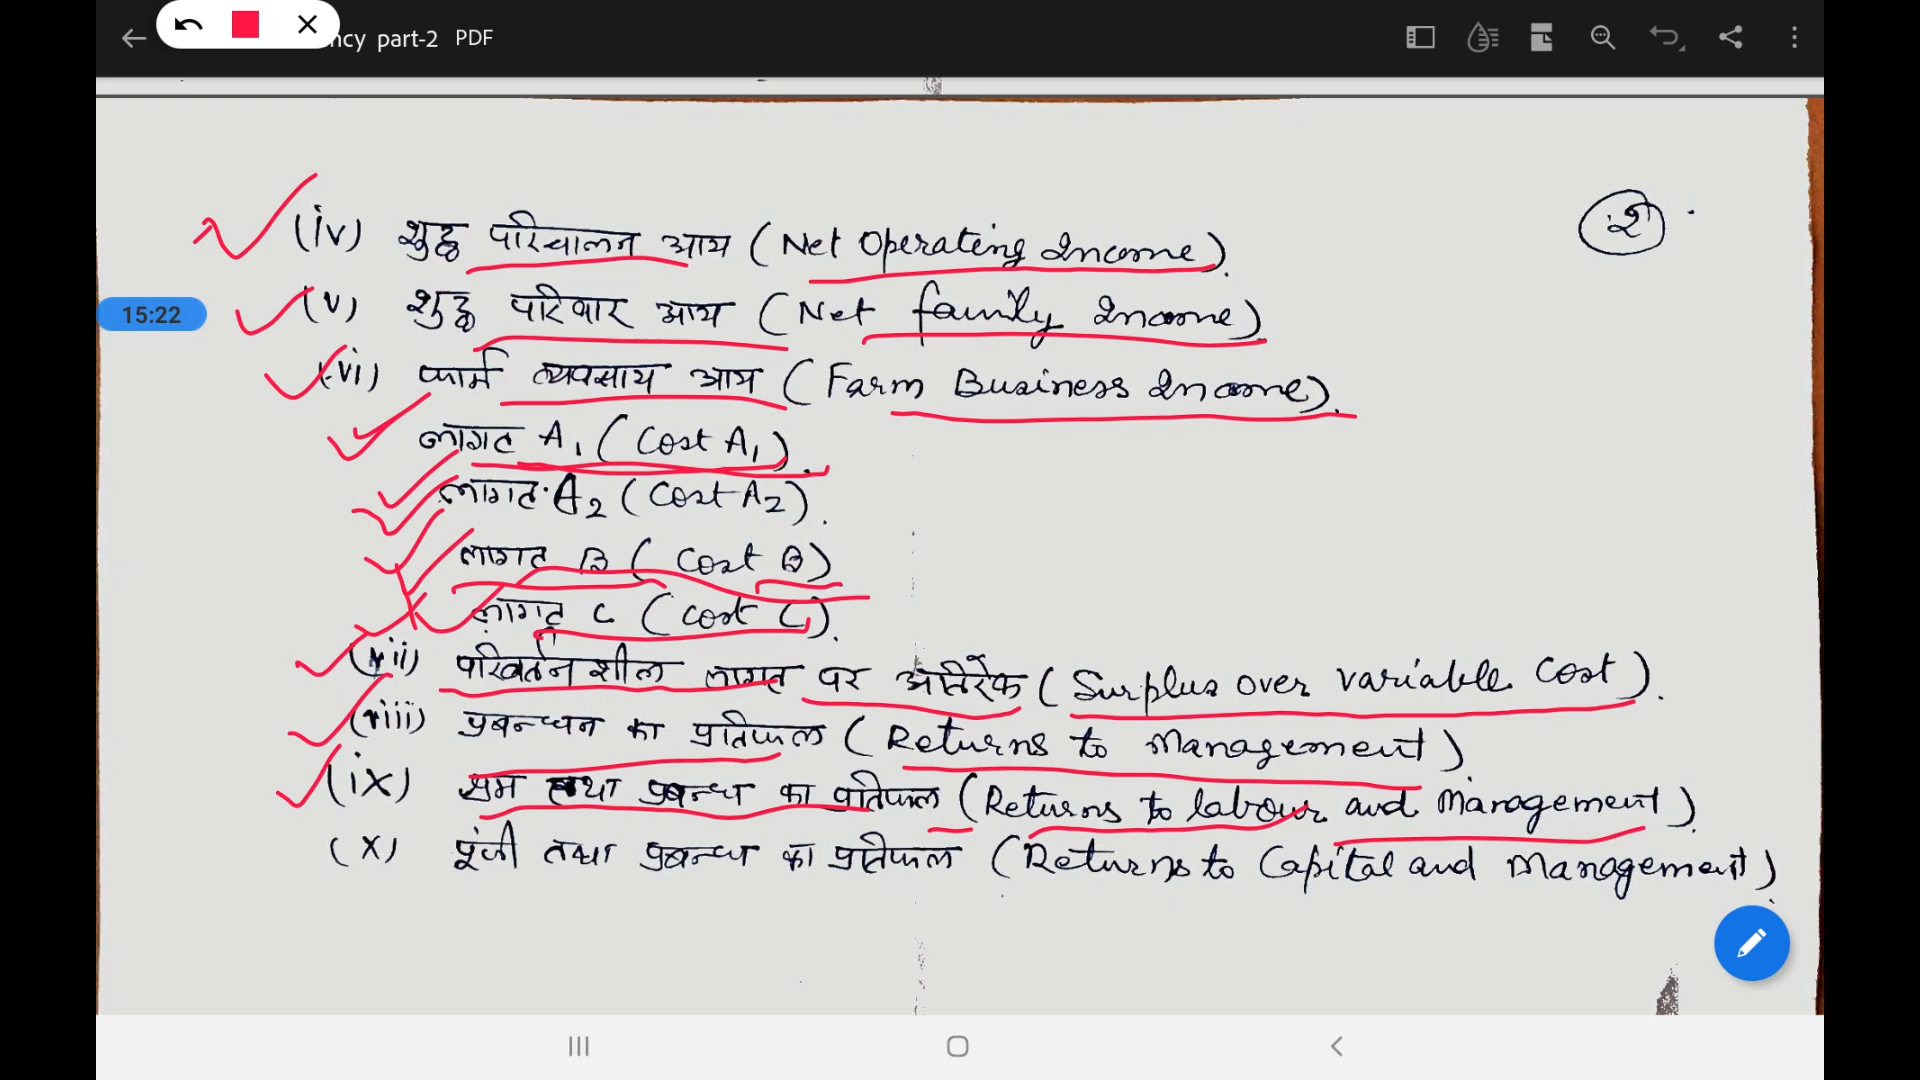 ncy part-2 PDF
२
(iv) शुद्ध परिचालन आय (Net Operating Income).
15:22
(v) शुद्ध परिवार आय (Net family Income)
(vi) फार्म व्यवसाय आय (Farm Business Income).
लागत A1 (Cost A1).
लागत A2 (Cost A2).
लागत B (Cost B)
लागत C (Cost C).
(vii) परिवर्तनशील लागत पर अतिरेक (Surplus over variable Cost).
(viii) प्रबन्धन का प्रतिफल (Returns to Management).
(ix) श्रम तथा प्रबन्ध का प्रतिफल (Returns to labour and Management).
(x) पूंजी तथा प्रबन्ध का प्रतिफल (Returns to Capital and Management).